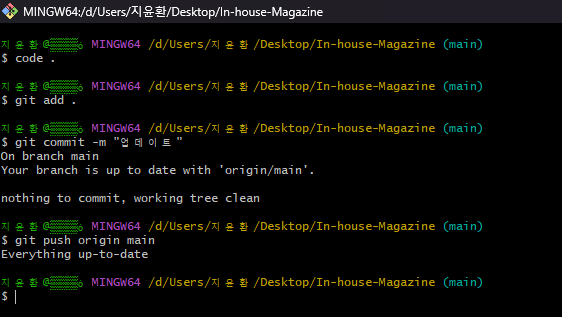 MINGW64:/d/Users/지윤환/Desktop/In-house-Magazine
지윤환@ MINGW64 /d/Users/지윤환/Desktop/In-house-Magazine (main)
$ code .
지윤환@ MINGW64 /d/Users/지윤환/Desktop/In-house-Magazine (main)
$ git add .
지윤환@ MINGW64 /d/Users/지윤환/Desktop/In-house-Magazine (main)
$ git commit -m "업데이트"
On branch main
Your branch is up to date with 'origin/main'.
nothing to commit, working tree clean
지윤환@ MINGW64 /d/Users/지윤환/Desktop/In-house-Magazine (main)
$ git push origin main
Everything up-to-date
지윤환@ MINGW64 /d/Users/지윤환/Desktop/In-house-Magazine (main)
$